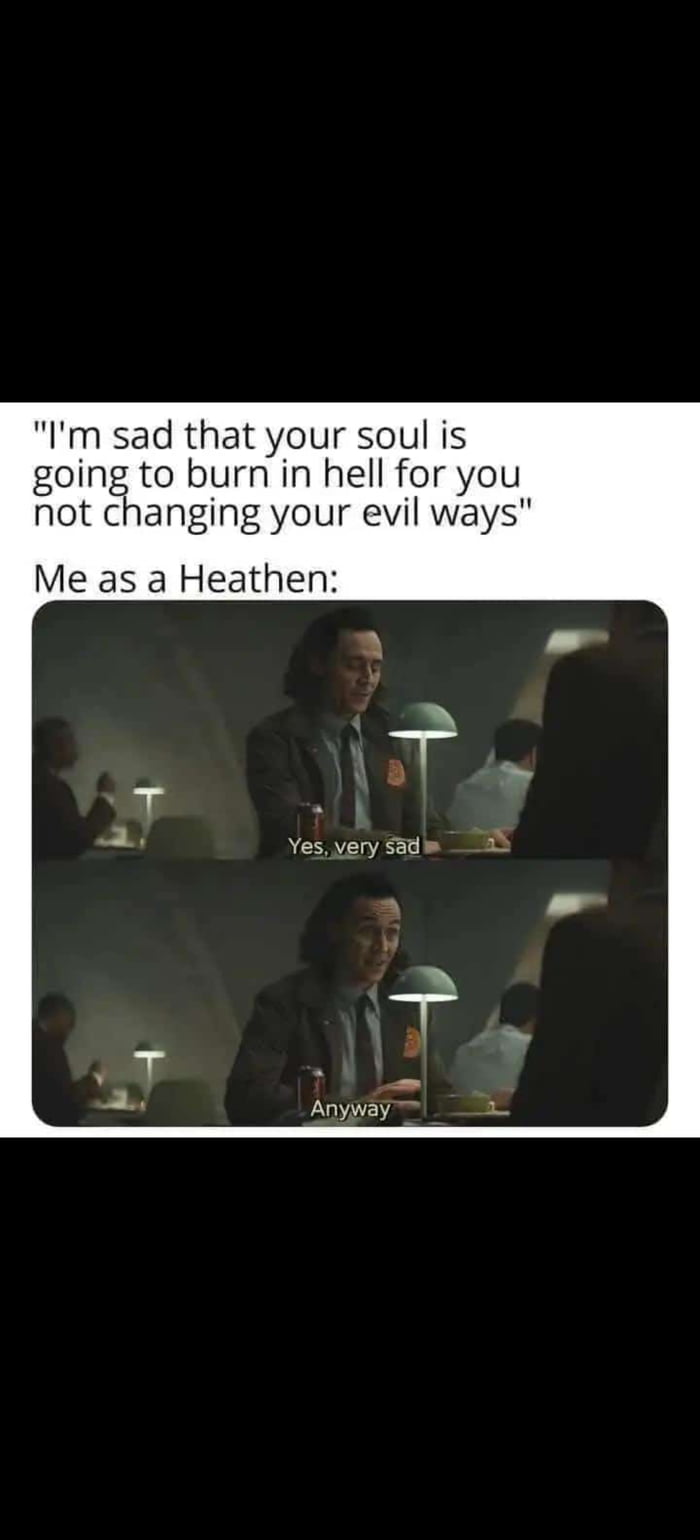 "I'm sad that your soul is
going to burn in hell for you
not changing your evil ways"
Me as a Heathen:
Yes, very sad
Anyway